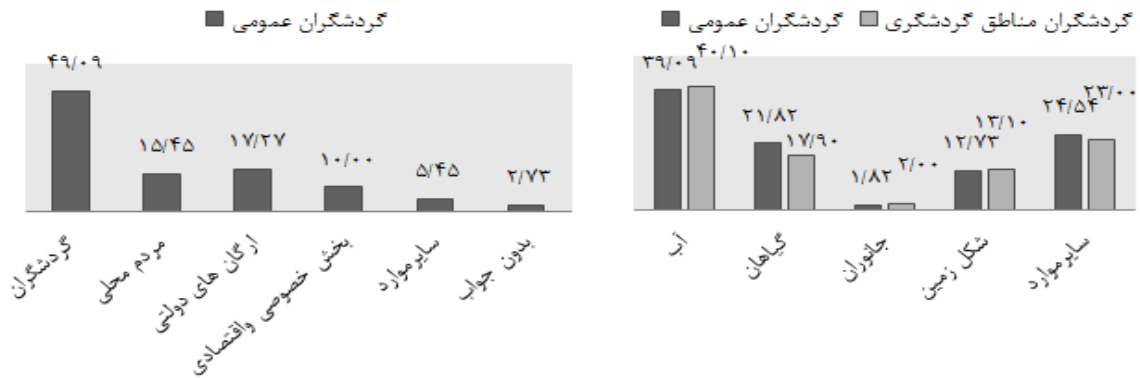 گردشگران عمومی
۴۹/۰۹
۱۵/۴۵
۱۷/۲۷
۱۰/۰۰
۵/۴۵
۲/۷۳
گردشگران
مردم محلی
ارگان های دولتی
بخش خصوصی واقتصادی
سایرموارد
بدون جواب
گردشگران عمومی
گردشگران مناطق گردشگری
۳۹/۰۹
۴۰/۱۰
۲۱/۸۲
۱۷/۹۰
۱/۸۲
۲/۰۰
۱۲/۷۳
۱۳/۱۰
۲۴/۵۴
۲۳/۰۰
آب
گیاهان
جانوران
شکل زمین
سایرموارد